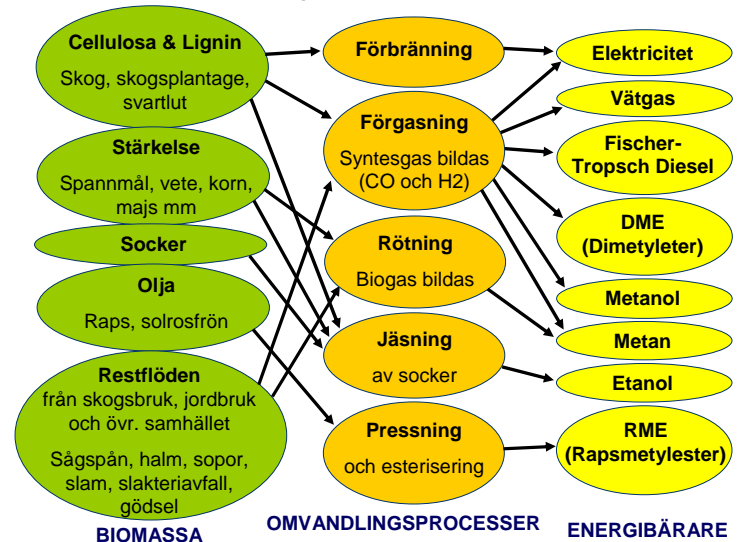 Cellulosa & Lignin
Skog, skogsplantage,
svartlut
Stärkelse
Spannmål, vete, korn,
majs mm
Socker
Olja
Raps, solrosfrön
Restflöden
från skogsbruk, jordbruk
och övr. samhället
Sågspån, halm, sopor,
slam, slakteriavfall,
gödsel
BIOMASSA
Förbränning
Förgasning
Syntesgas bildas
(CO och H2)
Rötning
Biogas bildas
Jäsning
av socker
Pressning
och esterisering
OMVANDLINGSPROCESSER
Elektricitet
Vätgas
Fischer-
Tropsch Diesel
DME
(Dimetyleter)
Metanol
Metan
Etanol
RME
(Rapsmetylester)
ENERGIBÄRARE